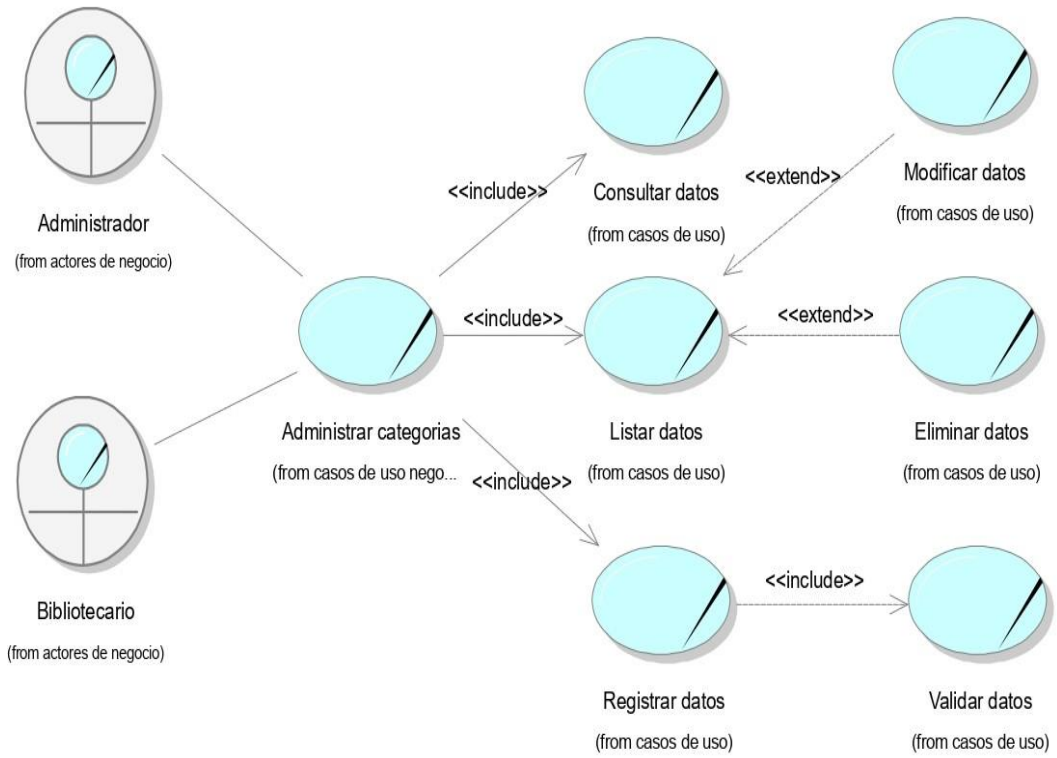 Administrador
(from actores de negocio)
<<include>>
Consultar datos
(from casos de uso)
<<extend>>
Modificar datos
(from casos de uso)
Administrar categorias
(from casos de uso nego...
<<include>>
Listar datos
(from casos de uso)
<<extend>>
Eliminar datos
(from casos de uso)
Bibliotecario
(from actores de negocio)
<<include>>
Registrar datos
(from casos de uso)
<<include>>
Validar datos
(from casos de uso)